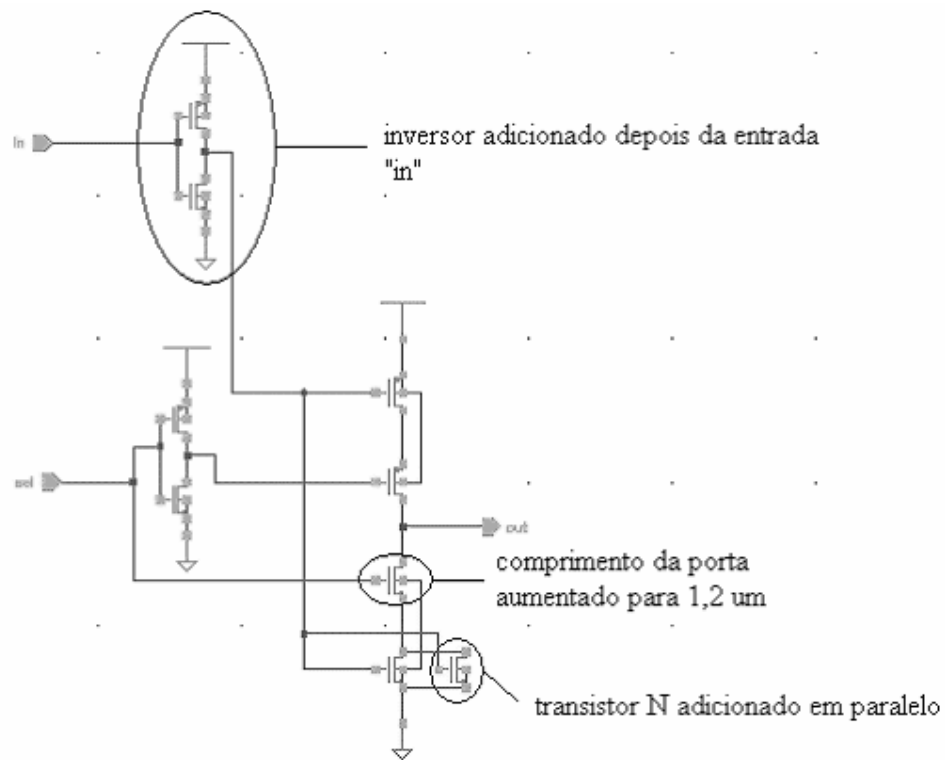 in
inversor adicionado depois da entrada
"in"
sel
out
comprimento da porta
aumentado para 1,2 um
transistor N adicionado em paralelo